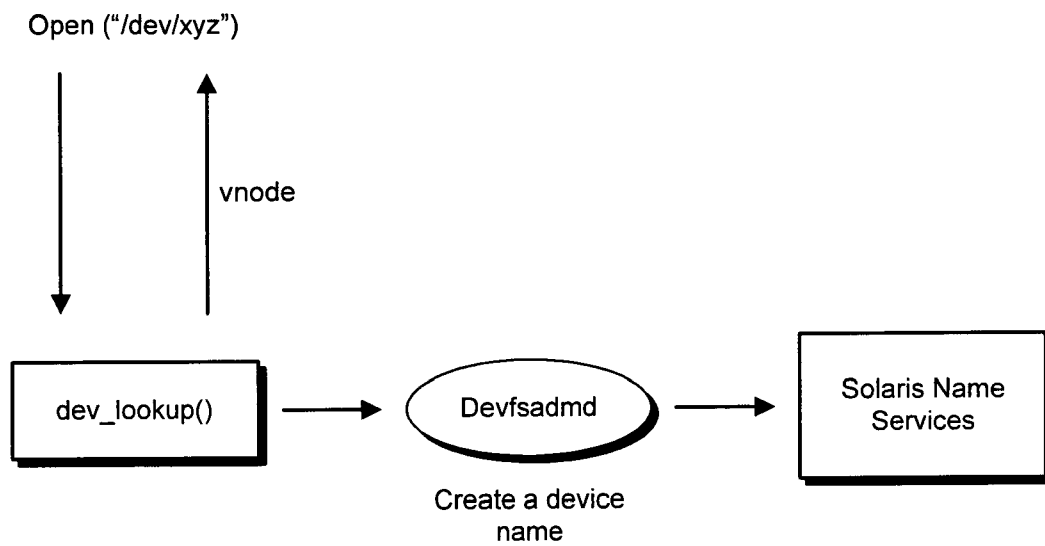 Open (“/dev/xyz”)
vnode
dev_lookup()
Devfsadmd
Solaris Name
Services
Create a device
name